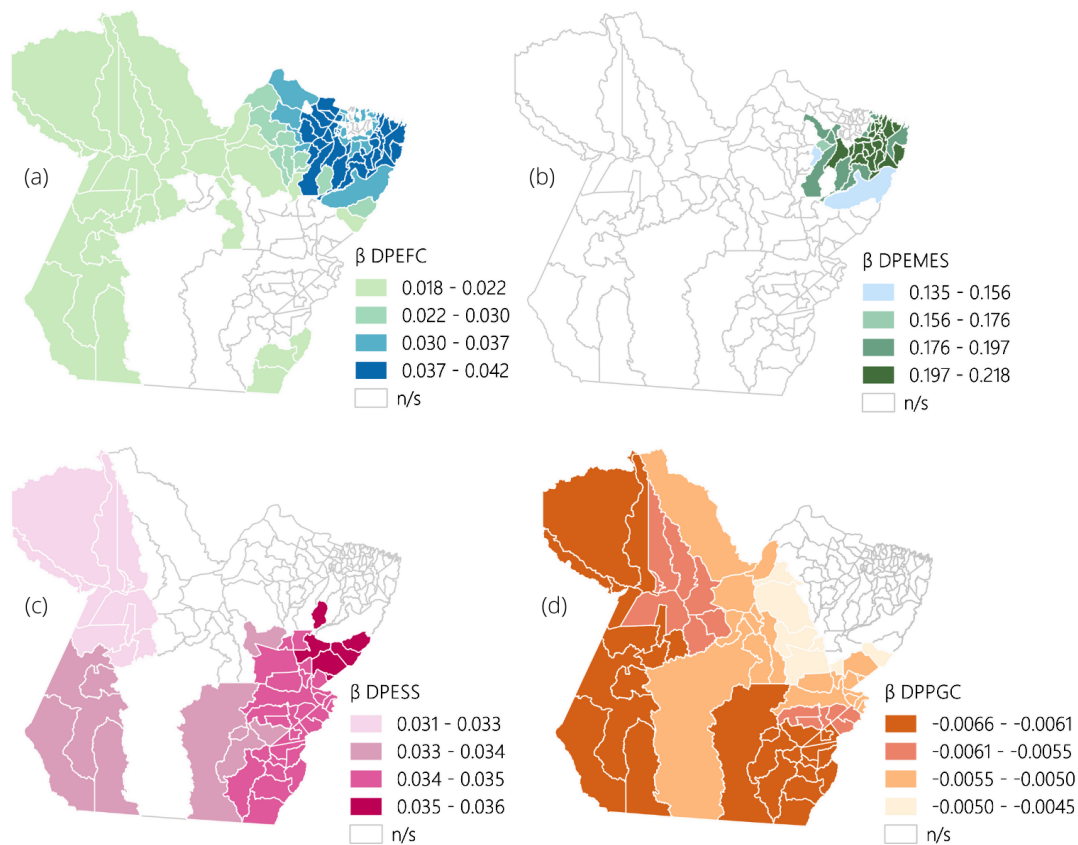 (a)
β DPEFC
0.018 - 0.022
0.022 - 0.030
0.030 - 0.037
0.037 - 0.042
n/s
(b)
β DPEMES
0.135 - 0.156
0.156 - 0.176
0.176 - 0.197
0.197 - 0.218
n/s
(c)
β DPESS
0.031 - 0.033
0.033 - 0.034
0.034 - 0.035
0.035 - 0.036
n/s
(d)
β DPPGC
-0.0066 - -0.0061
-0.0061 - -0.0055
-0.0055 - -0.0050
-0.0050 - -0.0045
n/s